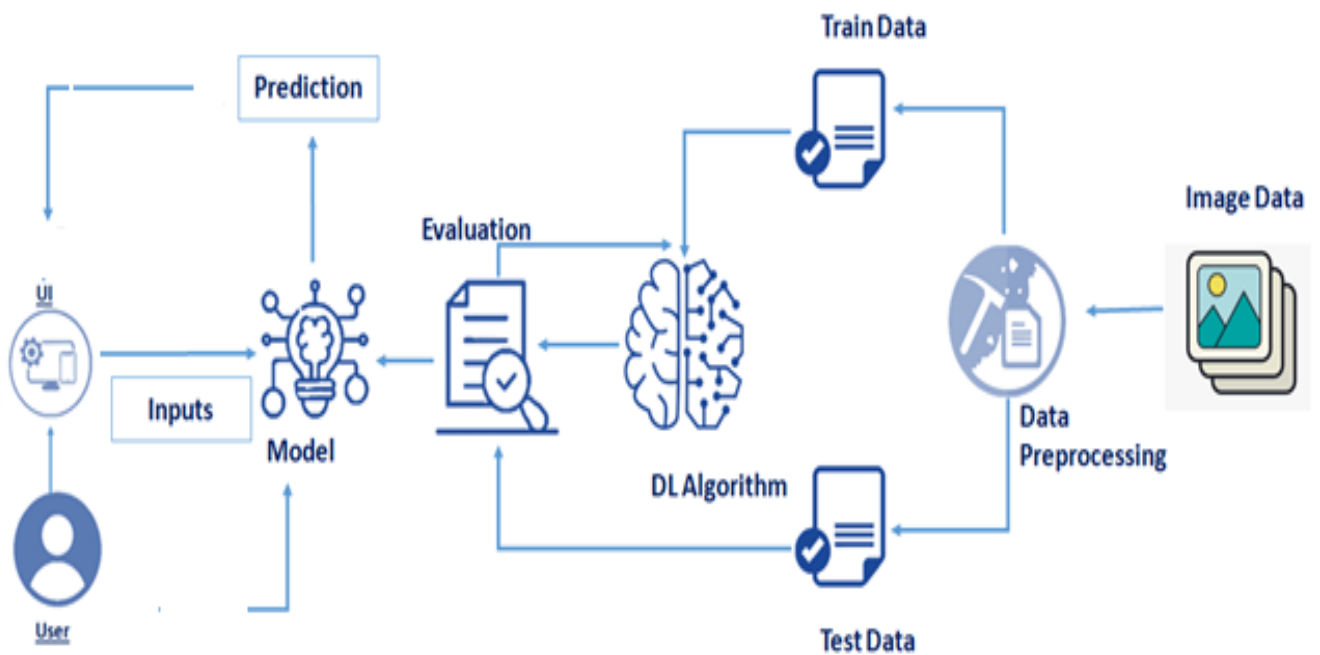 Train Data
Prediction
Image Data
Evaluation
UI
Inputs
Data
Preprocessing
Model
DL Algorithm
User
Test Data